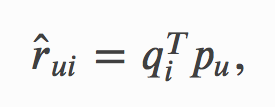 r̂ᵤᵢ = qᵢᵀpᵤ,